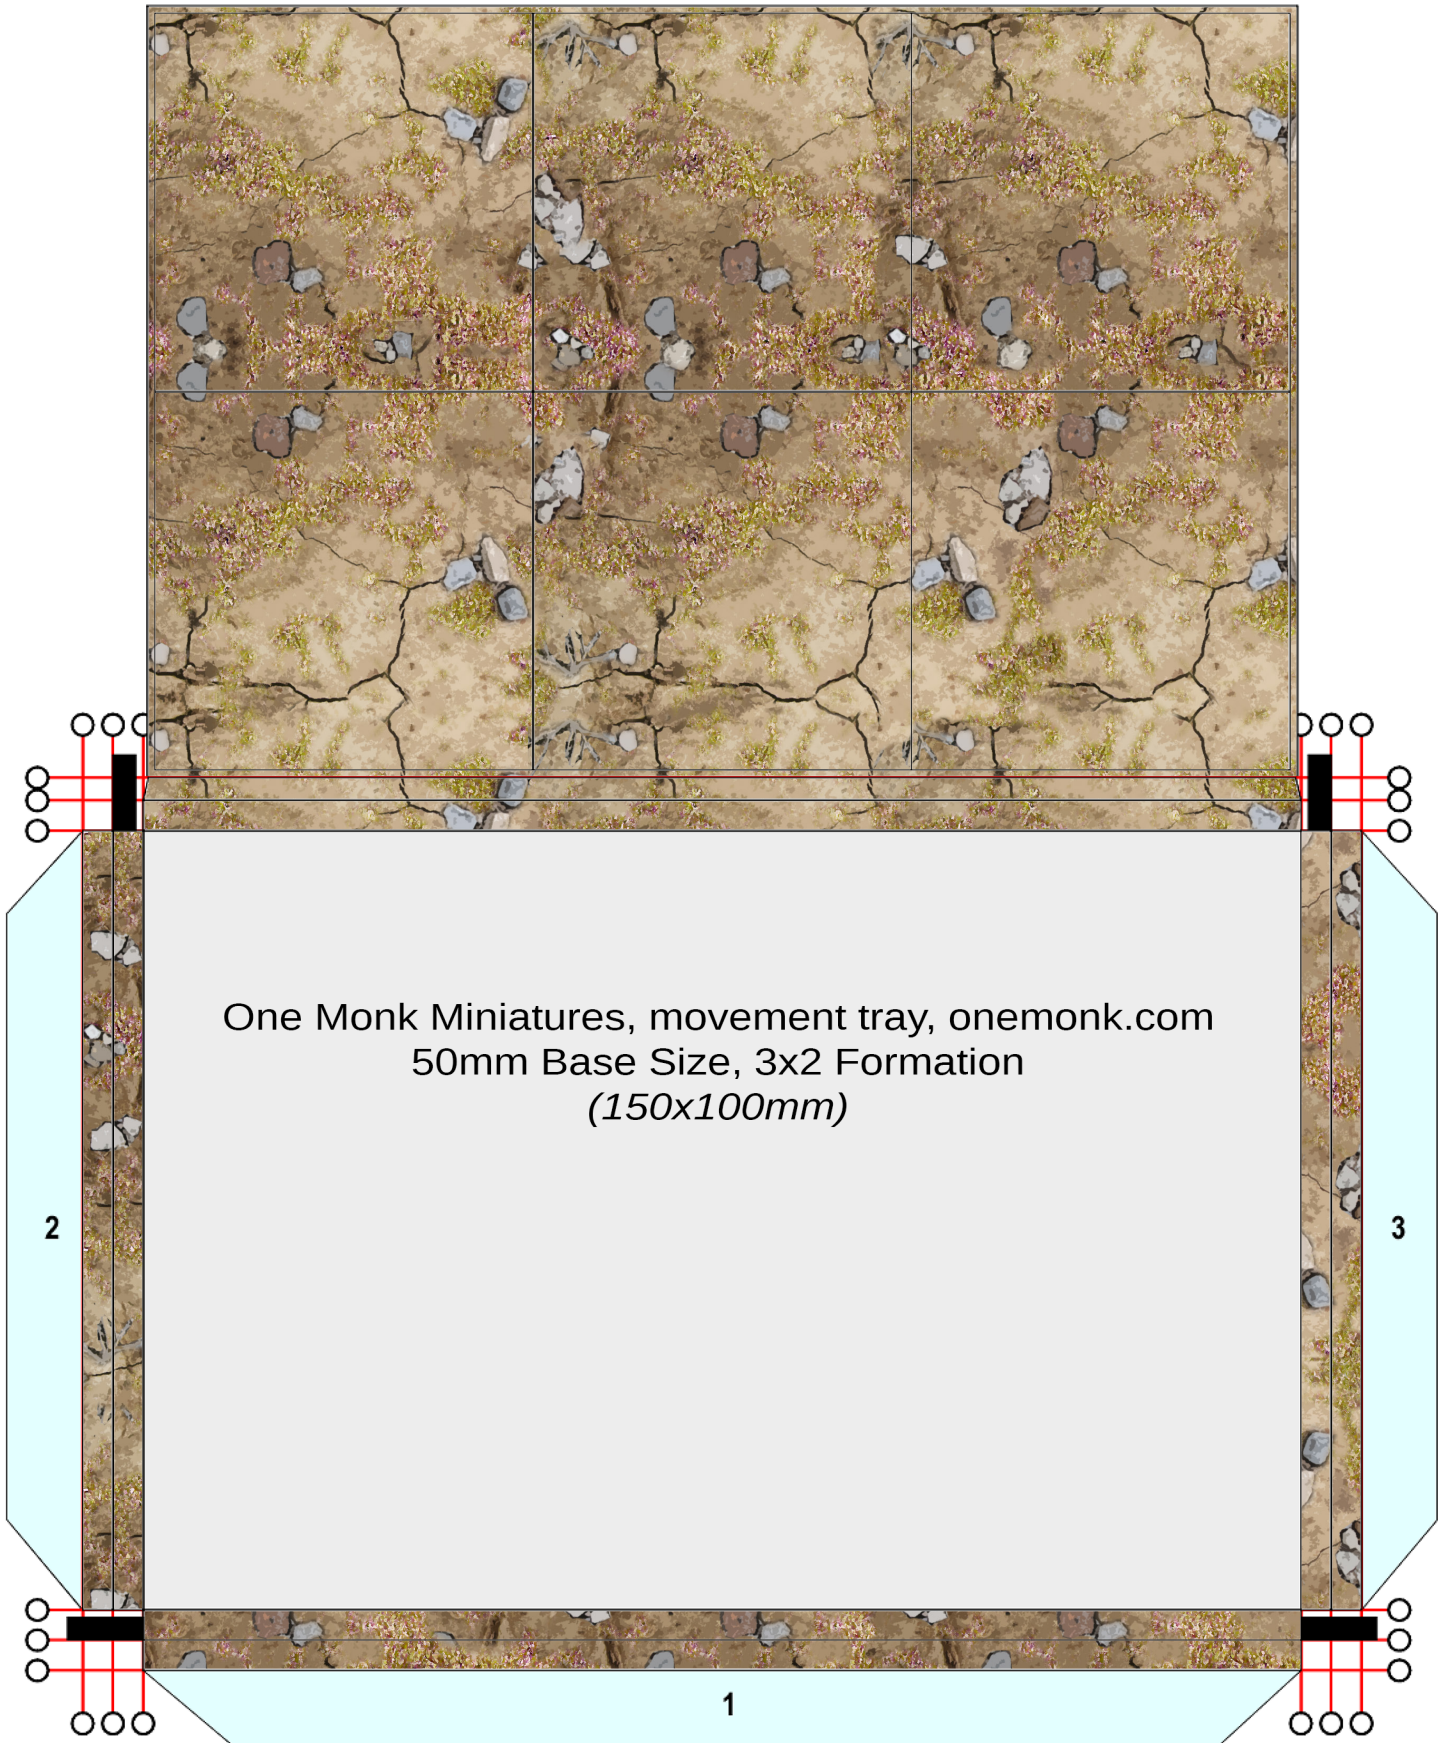 One Monk Miniatures, movement tray, onemonk.com
50mm Base Size, 3x2 Formation
(150x100mm)
2
3
1